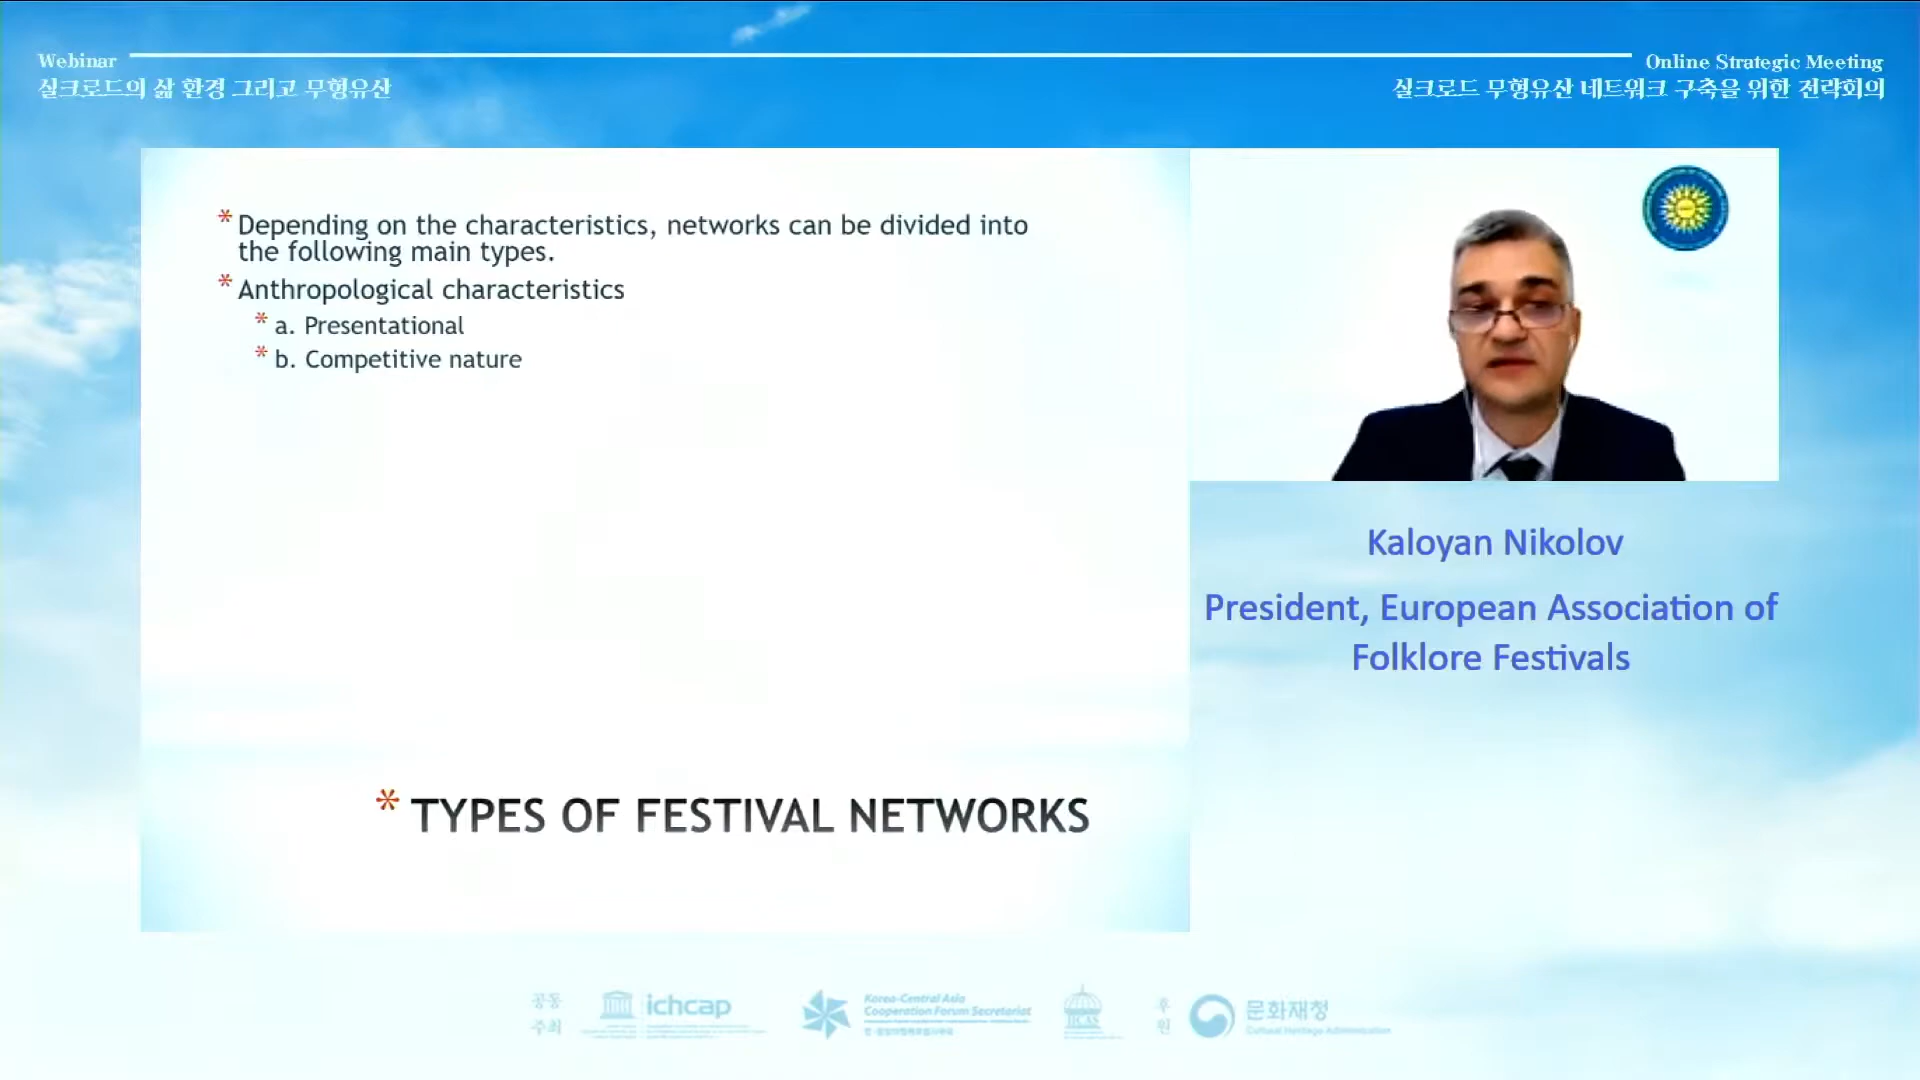 Webinar
실크로드의 삶 환경 그리고 무형유산
Online Strategic Meeting
실크로드 무형유산 네트워크 구축을 위한 전략회의
* Depending on the characteristics, networks can be divided into
the following main types.
* Anthropological characteristics
* a. Presentational
* b. Competitive nature
* TYPES OF FESTIVAL NETWORKS
Kaloyan Nikolov
President, European Association of
Folklore Festivals
공동
주최
ichcap
Korea-Central Asia
Cooperation Forum Secretariat
IICAS
후
원
문화재청
Cultural Heritage Administration